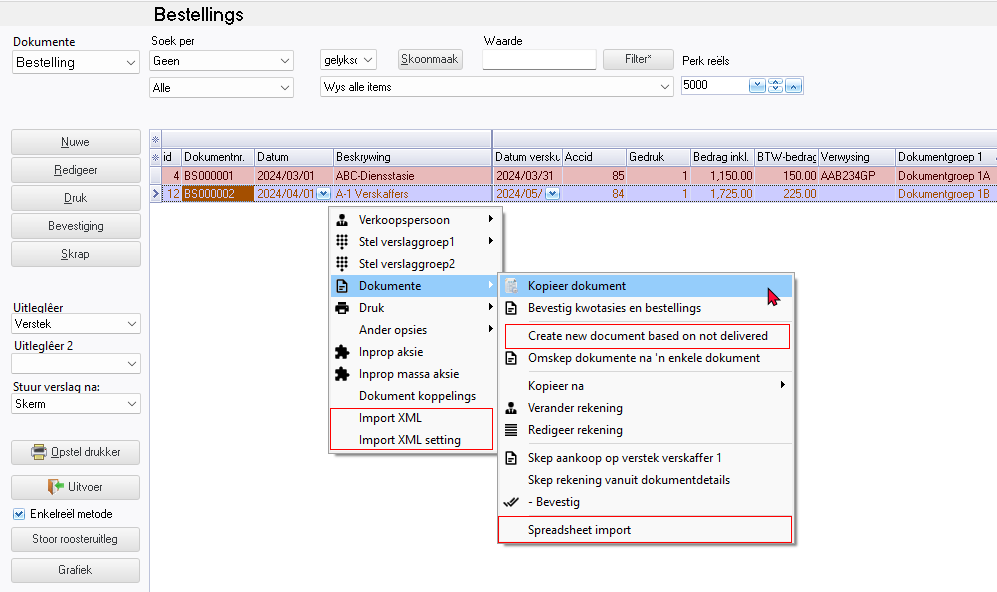 Bestellings
Dokumente
Bestelling
Soek per
Geen
Alle
gelykso
Skoonmaak
Waarde
Filter*
Perk reëls
5000
Wys alle items
Nuwe
Redigeer
Druk
Bevestiging
Skrap
Uitleglêer
Verstek
Uitleglêer 2
Stuur verslag na:
Skerm
Opstel drukker
Uitvoer
Enkelreël metode
Stoor roosteruitleg
Grafiek
id Dokumentnr. Datum Beskrywing Datum versku Accid Gedruk Bedrag inkl. BTW-bedrag Verwysing Dokumentgroep 1
4 BS000001 2024/03/01 ABC-Diensstasie 2024/03/31 85 1 1,150.00 150.00 AAB234GP Dokumentgroep 1A
12 BS000002 2024/04/01 A-1 Verskaffers 2024/05/ 84 1 1,725.00 225.00 Dokumentgroep 1B
Verkoopspersoon
Stel verslaggroep1
Stel verslaggroep2
Dokumente
Druk
Ander opsies
Inprop aksie
Inprop massa aksie
Dokument koppelings
Import XML
Import XML setting
Kopieer dokument
Bevestig kwotasies en bestellings
Create new document based on not delivered
Omskep dokumente na 'n enkele dokument
Kopieer na
Verander rekening
Redigeer rekening
Skep aankoop op verstek verskaffer 1
Skep rekening vanuit dokumentdetails
- Bevestig
Spreadsheet import